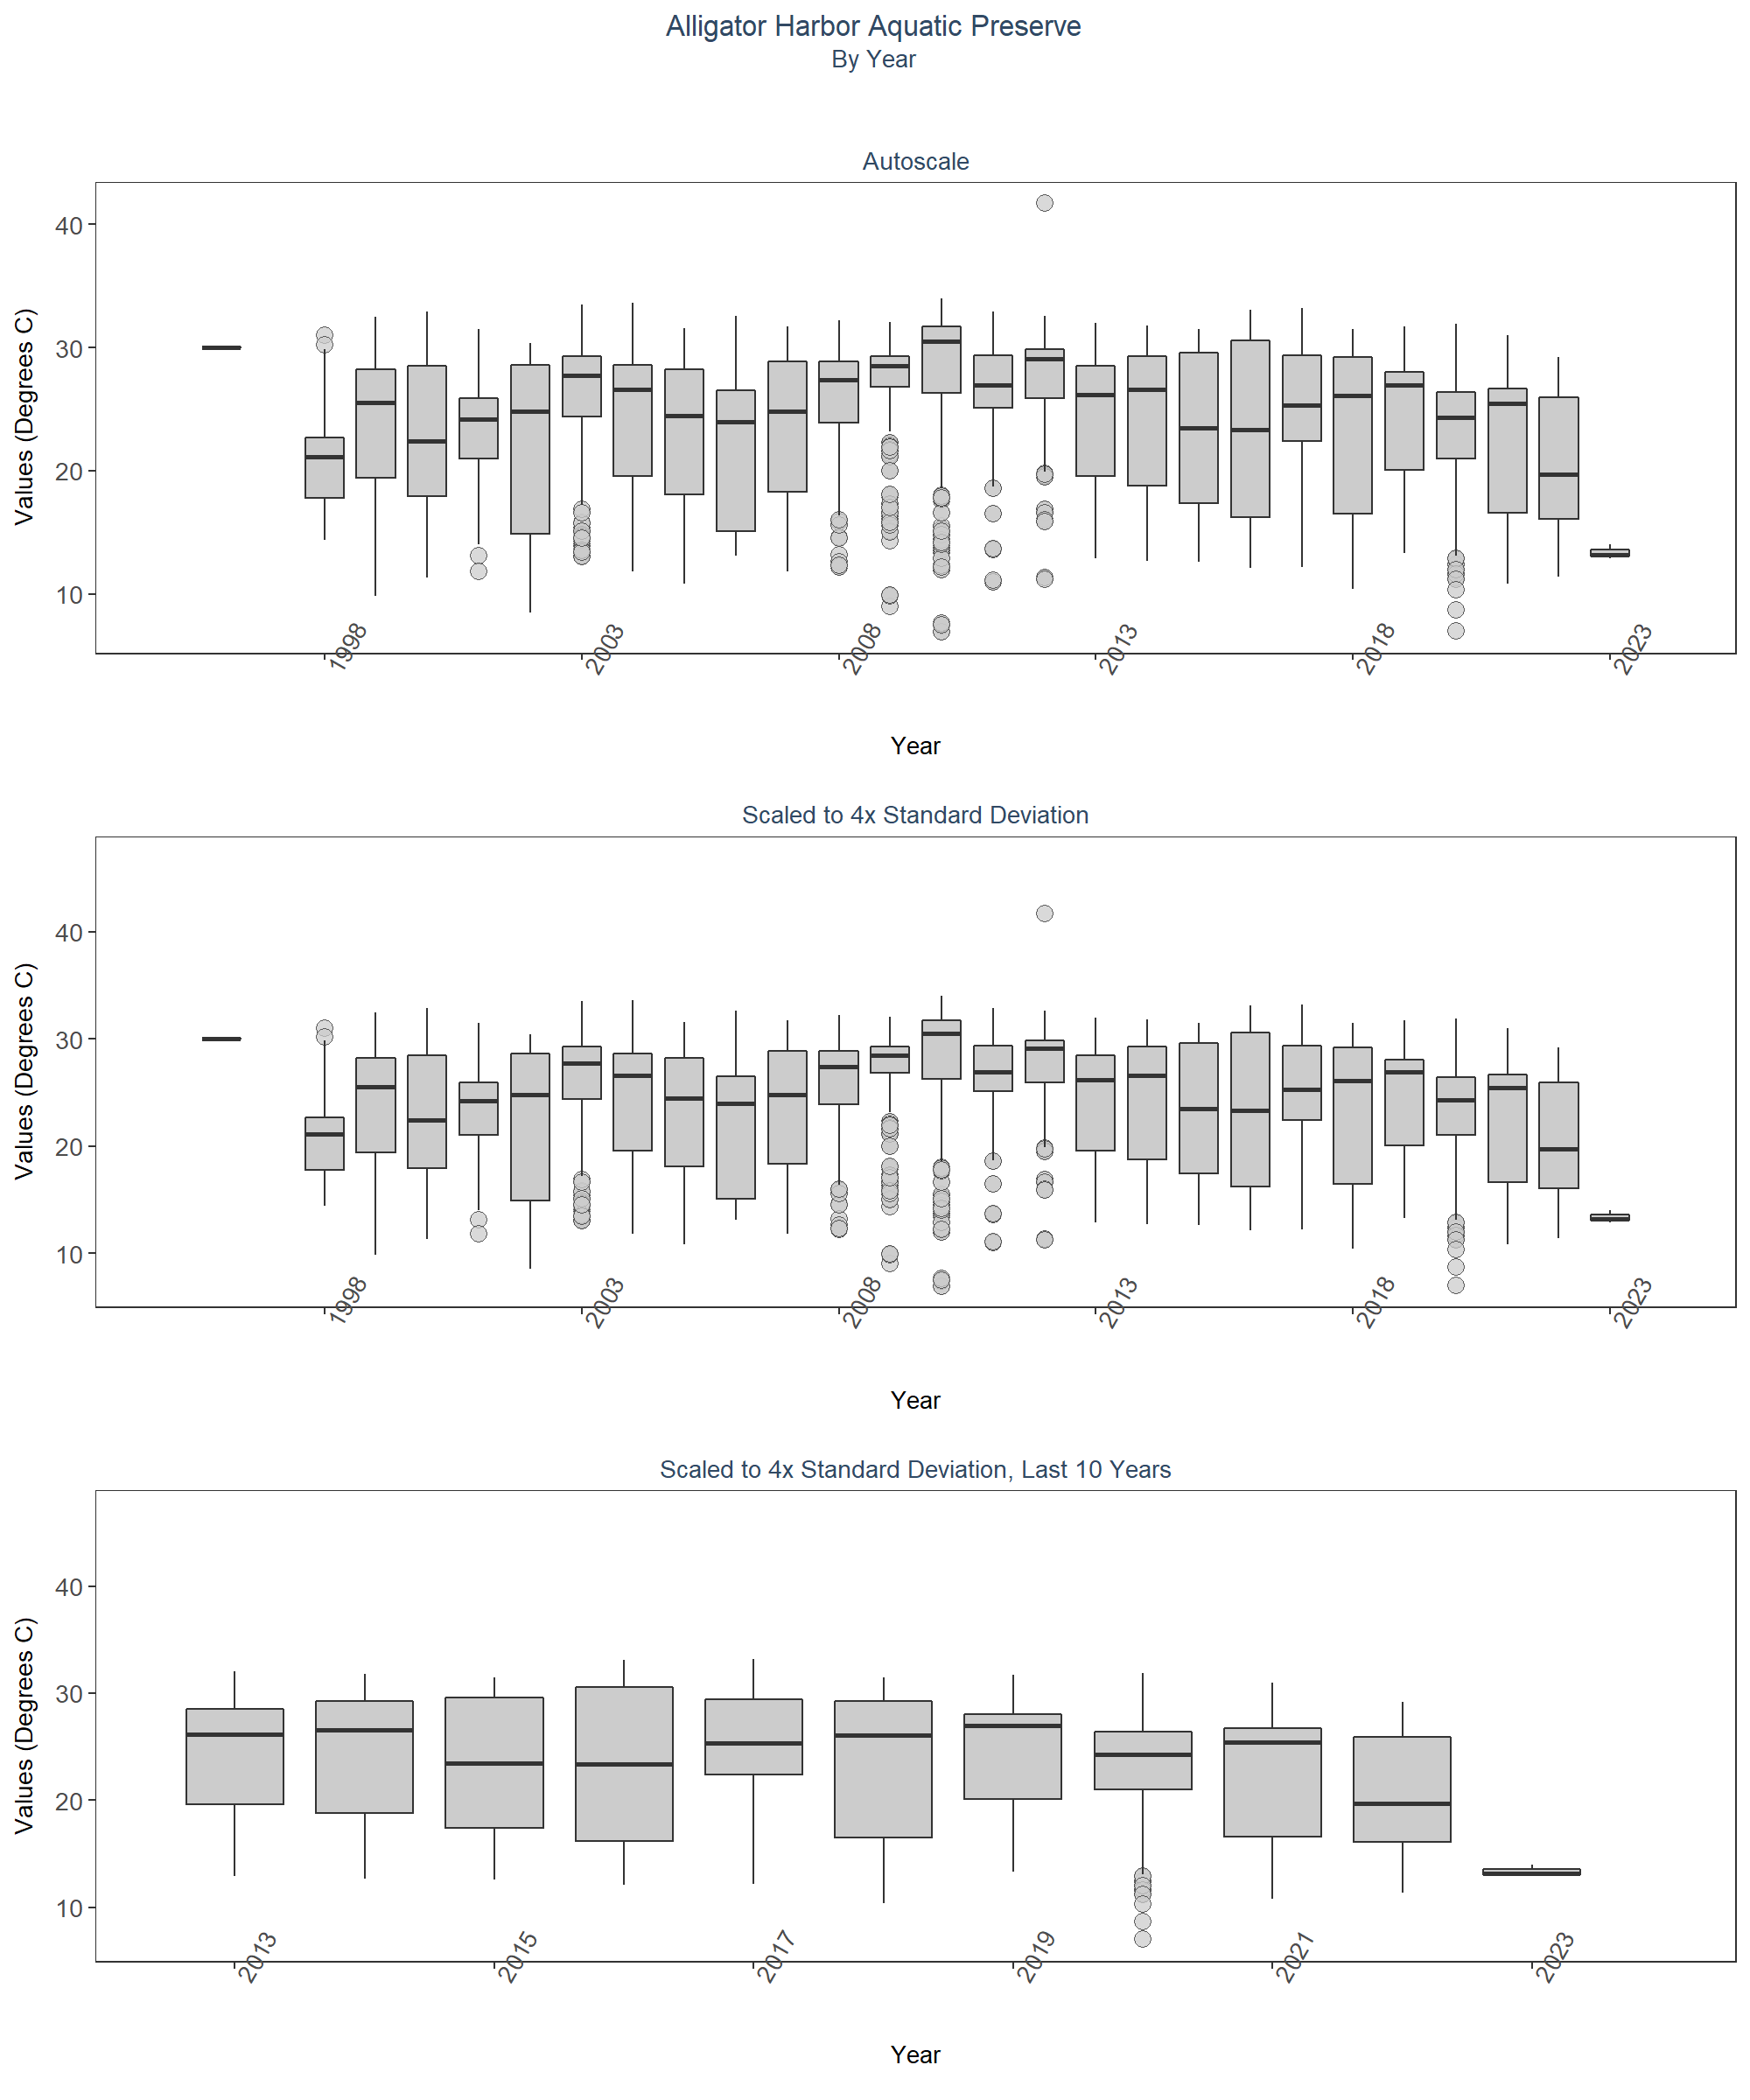 Alligator Harbor Aquatic Preserve
By Year
Autoscale
Values (Degrees C)
40
30
20
10
1998 2003 2008 2013 2018 2023
Year
Scaled to 4x Standard Deviation
Values (Degrees C)
40
30
20
10
1998 2003 2008 2013 2018 2023
Year
Scaled to 4x Standard Deviation, Last 10 Years
Values (Degrees C)
40
30
20
10
2013 2015 2017 2019 2021 2023
Year